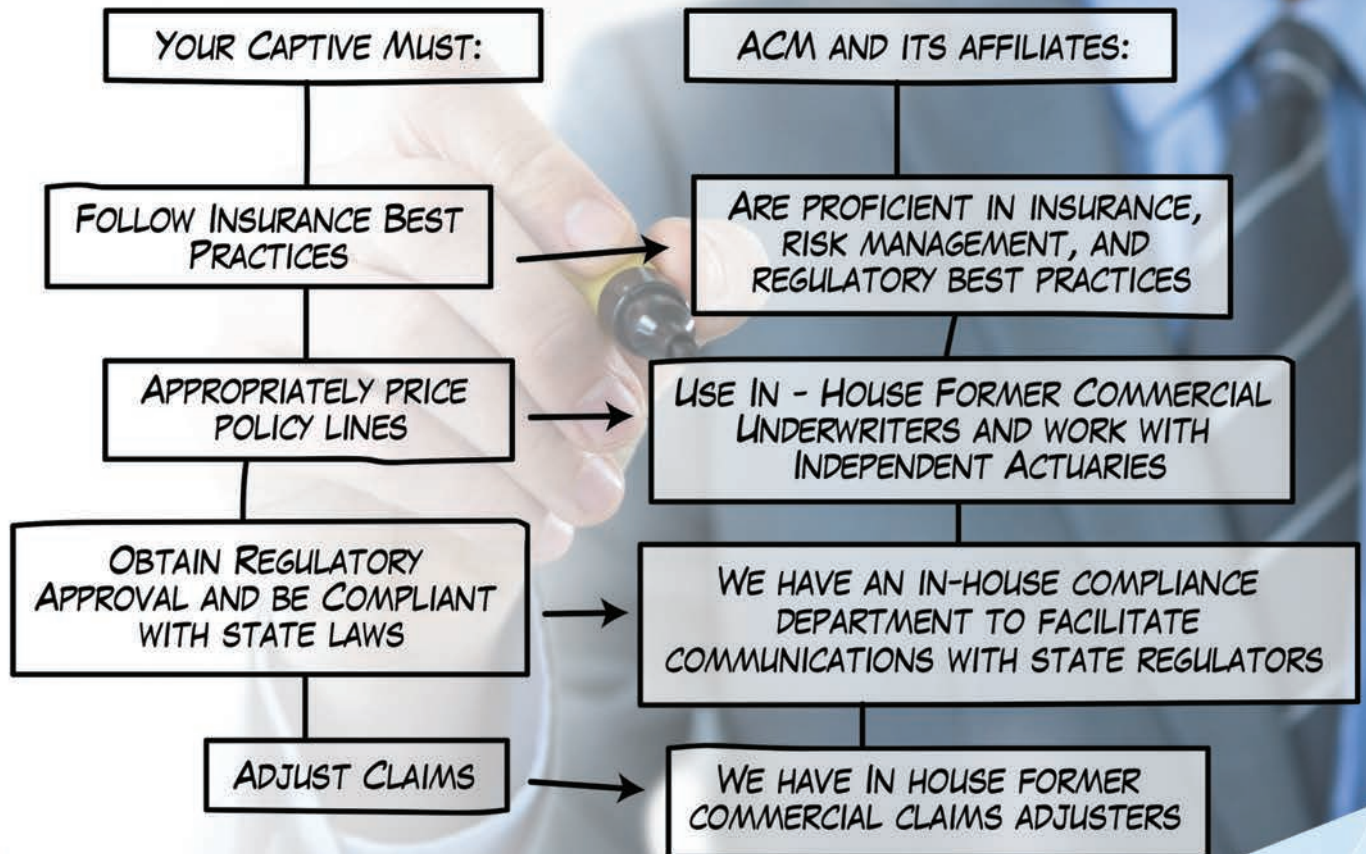 YOUR CAPTIVE MUST:
ACM AND ITS AFFILIATES:
FOLLOW INSURANCE BEST
PRACTICES
ARE PROFICIENT IN INSURANCE,
RISK MANAGEMENT, AND
REGULATORY BEST PRACTICES
APPROPRIATELY PRICE
POLICY LINES
USE IN - HOUSE FORMER COMMERCIAL
UNDERWRITERS AND WORK WITH
INDEPENDENT ACTUARIES
OBTAIN REGULATORY
APPROVAL AND BE COMPLIANT
WITH STATE LAWS
WE HAVE AN IN-HOUSE COMPLIANCE
DEPARTMENT TO FACILITATE
COMMUNICATIONS WITH STATE REGULATORS
ADJUST CLAIMS
WE HAVE IN HOUSE FORMER
COMMERCIAL CLAIMS ADJUSTERS